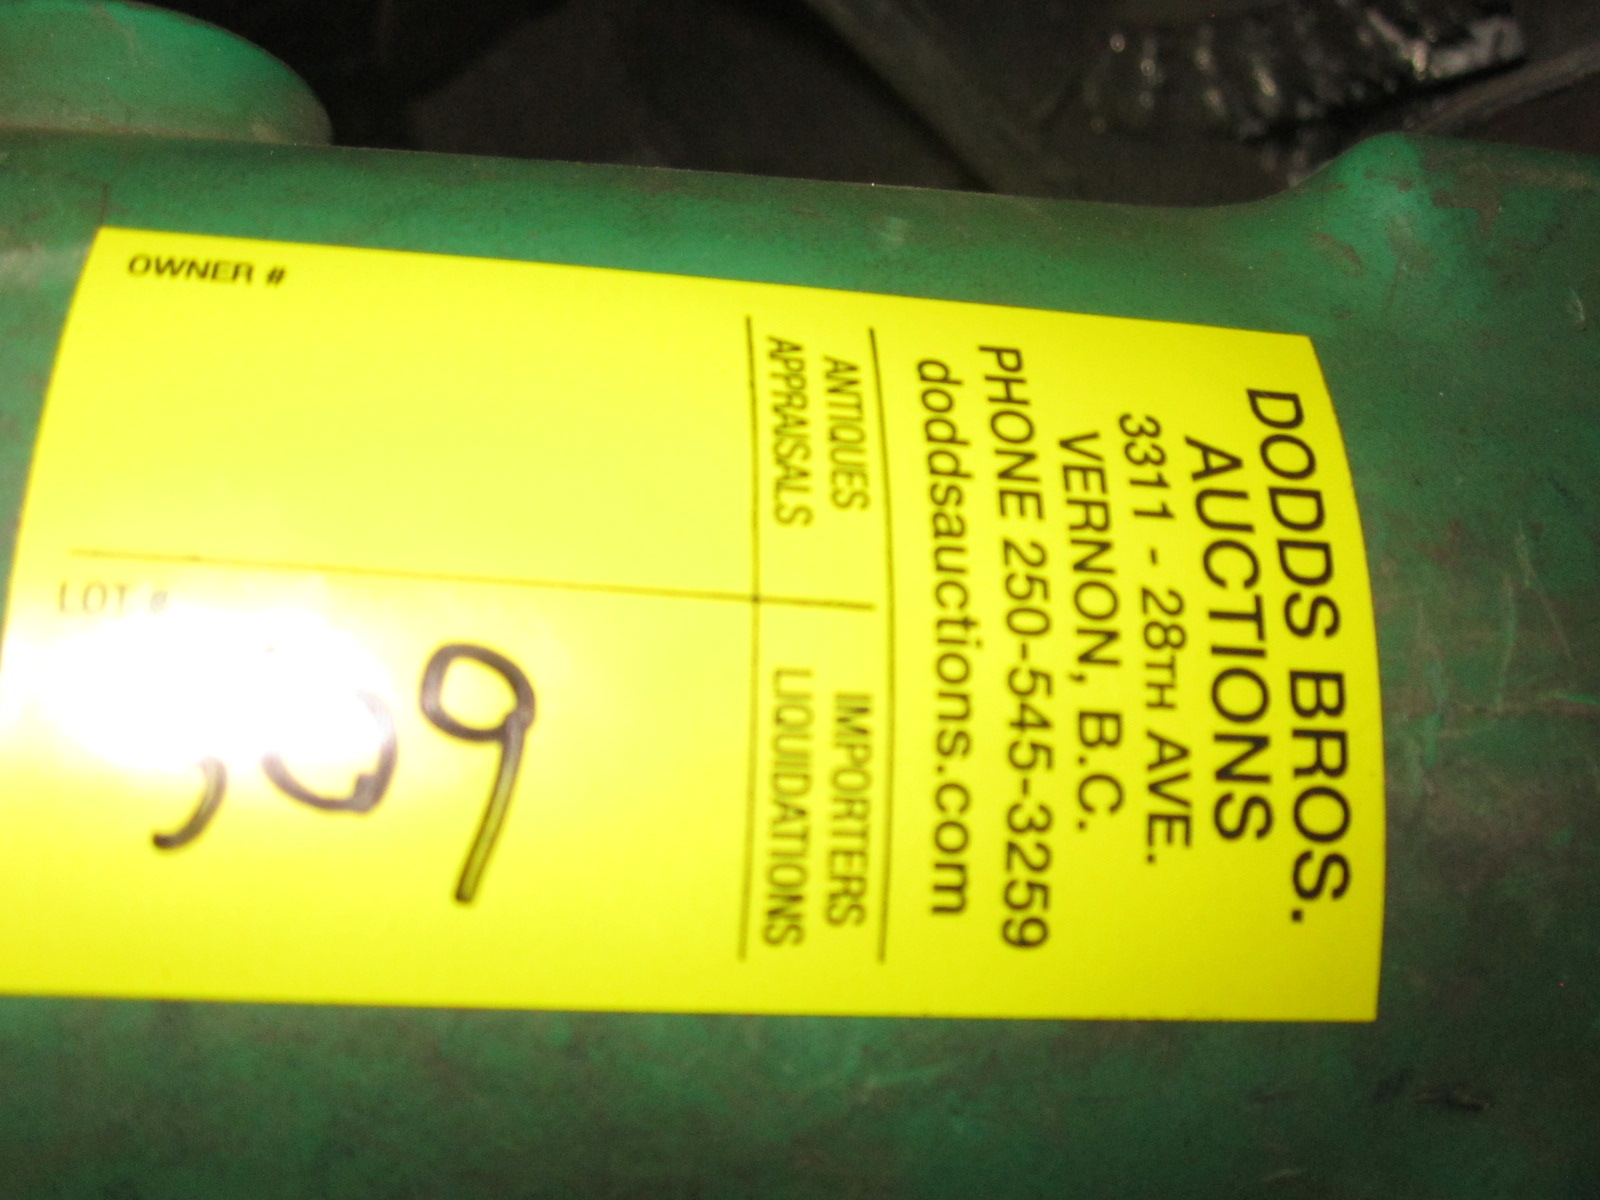 DODDS BROS.
AUCTIONS
3311 - 28TH AVE.
VERNON, B.C.
PHONE 250-545-3259
doddsauctions.com
ANTIQUES IMPORTERS
APPRAISALS LIQUIDATIONS
OWNER #
LOT #